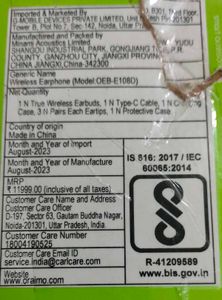 Imported & Marketed By
G-MOBILE DEVICES PRIVATE LIMITED, Unit
Tower B, Plot No 7, Sec 142, Noida, Uttar
Manufactured and Packed by
Minami Acoustics Limited
SHANGYOU INDUSTRIAL PARK, GONGJIANG
COUNTY, GANZHOU CITY, JIANGXI
CHINA JIANGXI, China-342300
Generic Name
Wireless Earphone (Model:OEB-E108D)
Net Quantity
1 N True Wireless Earbuds, 1 N Type-C Cable, 1 N
Case, 3 N Pairs Each Eartips, 1 N Protective Case
Country of origin
Made in China
Month and Year of Import
August-2023
Month and Year of Manufacture
August-2023
MRP
₹11999.00 (inclusive of all taxes)
Customer Care Name and Address
Customer Care Officer
D-197, Sector 63, Gautam Buddha Nagar,
Noida-201301, Uttar Pradesh, India
Customer Care Number
18004190525
Customer Care Email ID
service.india@carlcare.com
Website
www.oraimo.com
IS 616: 2017 / IEC
60065:2014
R-41209589
www.bis.gov.in